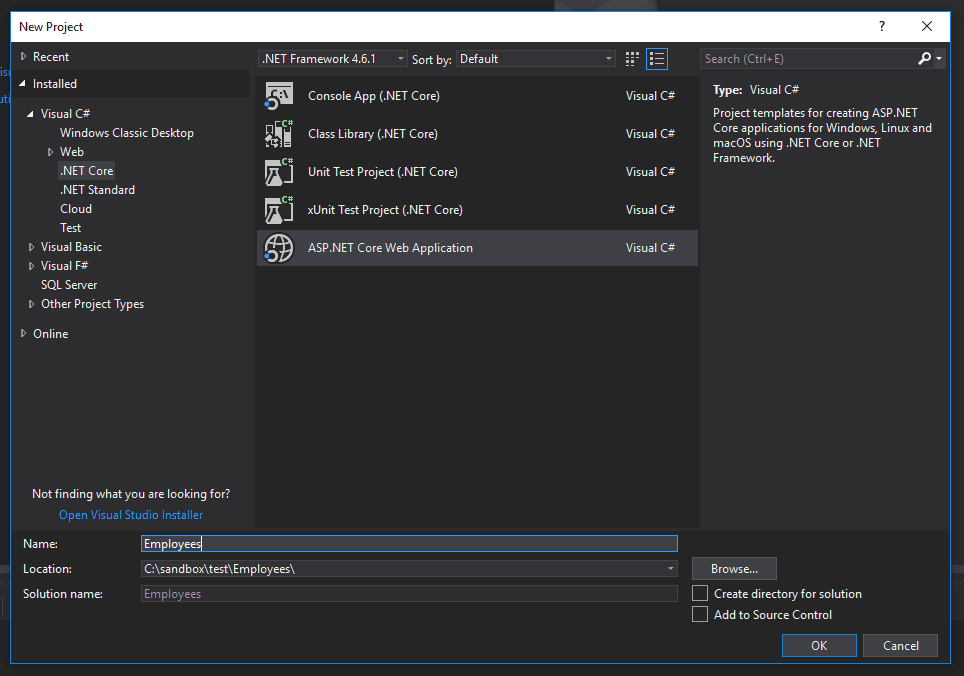 New Project
?
Recent
.NET Framework 4.6.1
Sort by:
Default
Search (Ctrl+E)
Installed
Visual C#
Windows Classic Desktop
Web
.NET Core
.NET Standard
Cloud
Test
Visual Basic
Visual F#
SQL Server
Other Project Types
Online
Not finding what you are looking for?
Open Visual Studio Installer
Console App (.NET Core) Visual C#
Class Library (.NET Core) Visual C#
Unit Test Project (.NET Core) Visual C#
xUnit Test Project (.NET Core) Visual C#
ASP.NET Core Web Application Visual C#
Type: Visual C#
Project templates for creating ASP.NET
Core applications for Windows, Linux and
macOS using .NET Core or .NET
Framework.
Name: Employees
Location: C:\sandbox\test\Employees\
Browse...
Solution name: Employees
Create directory for solution
Add to Source Control
OK
Cancel